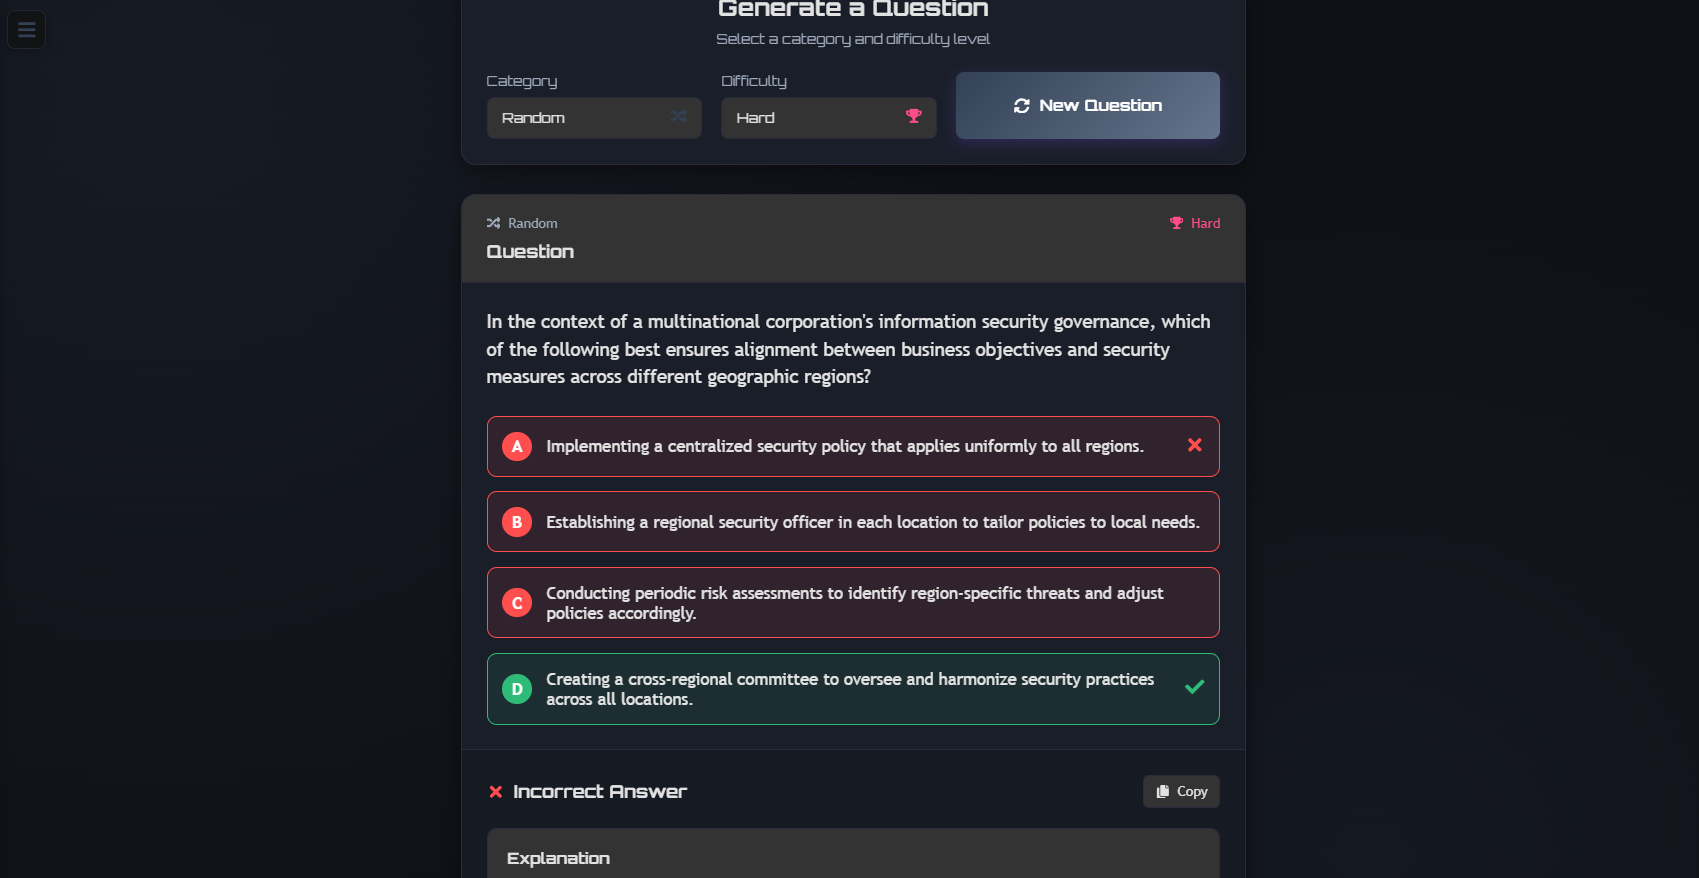 Generate a Question
Select a category and difficulty level
Category
Difficulty
Random
Hard
New Question
Random
Hard
Question
In the context of a multinational corporation's information security governance, which
of the following best ensures alignment between business objectives and security
measures across different geographic regions?
A Implementing a centralized security policy that applies uniformly to all regions.
B Establishing a regional security officer in each location to tailor policies to local needs.
C Conducting periodic risk assessments to identify region-specific threats and adjust
policies accordingly.
D Creating a cross-regional committee to oversee and harmonize security practices
across all locations.
Incorrect Answer
Copy
Explanation